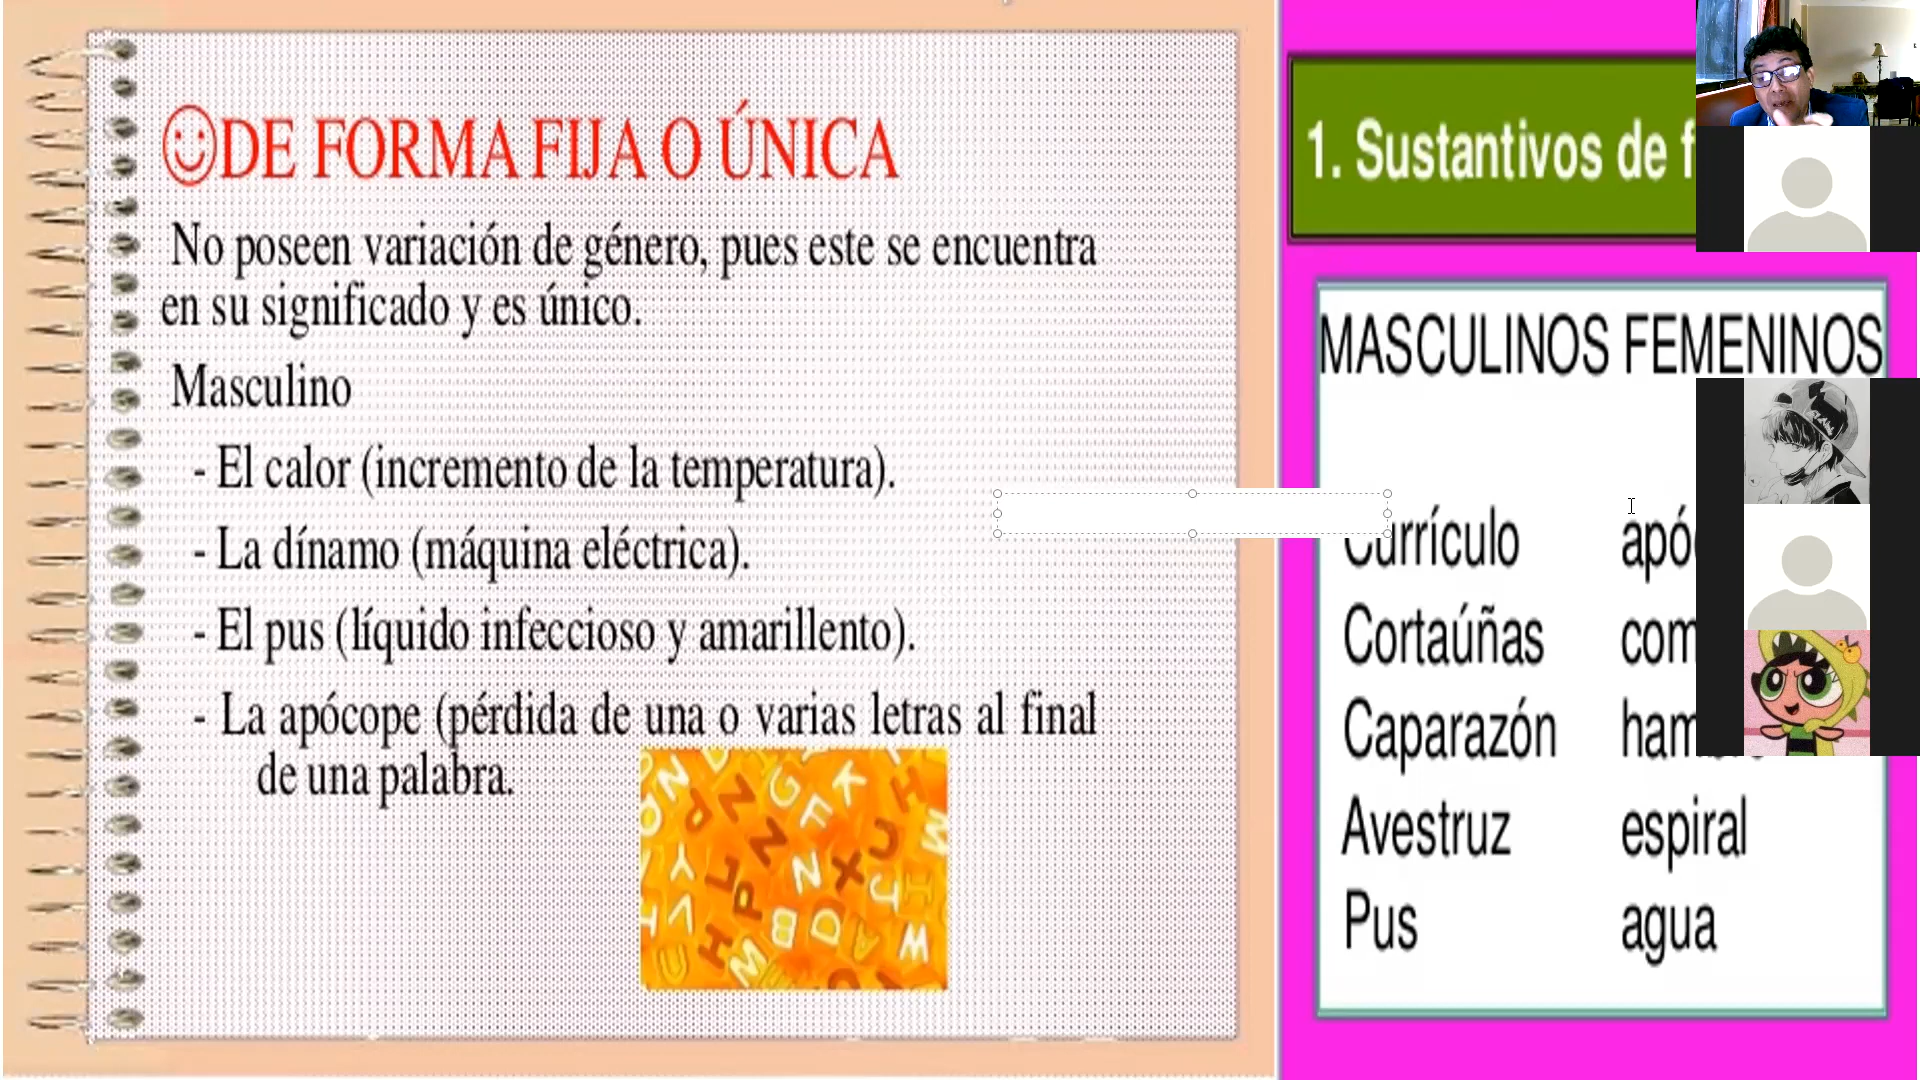 DE FORMA FIJA O ÚNICA
No poseen variación de género, pues este se encuentra
en su significado y es único.
Masculino
- El calor (incremento de la temperatura).
- La dínamo (máquina eléctrica).
- El pus (líquido infeccioso y amarillento).
- La apócope (pérdida de una o varias letras al final
de una palabra.
1. Sustantivos de
MASCULINOS FEMENINOS
Currículo
Cortaúñas
Caparazón
Avestruz espiral
Pus agua